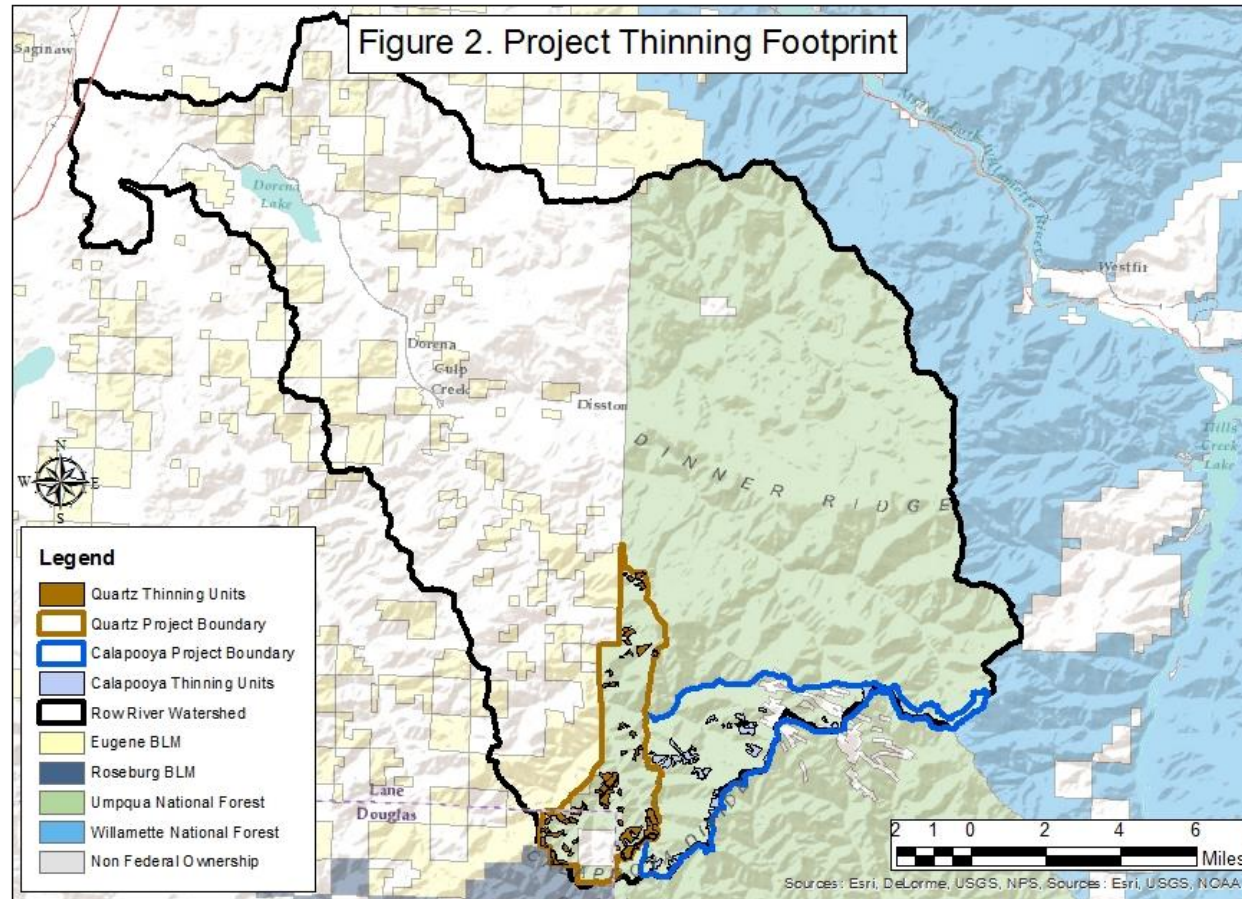 Figure 2. Project Thinning Footprint
Saginaw
Dorena
Lake
Westfir
Dorena
Culp
Creek
Disston
Hills
Creek
Lake
DINNER RIDGE
N
W
E
S
Legend
Quartz Thinning Units
Quartz Project Boundary
Calapooya Project Boundary
Calapooya Thinning Units
Row River Watershed
Eugene BLM
Roseburg BLM
Umpqua National Forest
Willamette National Forest
Non Federal Ownership
Lane
Douglas
2 1 0 2 4 6
Miles
Sources: Esri, DeLorme, USGS, NPS, Sources: Esri, USGS, NOAA